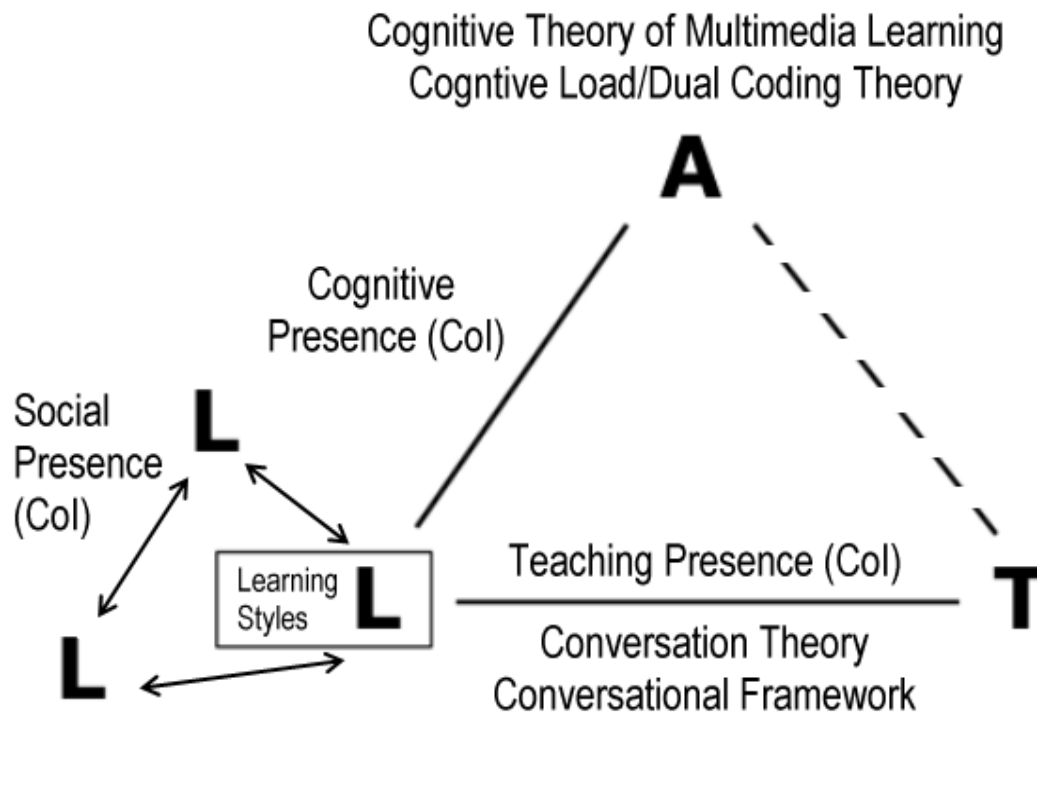 Cognitive Theory of Multimedia Learning
Cogntive Load/Dual Coding Theory
A
Cognitive
Presence (CoI)
Social
Presence
(CoI)
L
Learning
Styles
L
L
Teaching Presence (CoI)
T
Conversation Theory
Conversational Framework